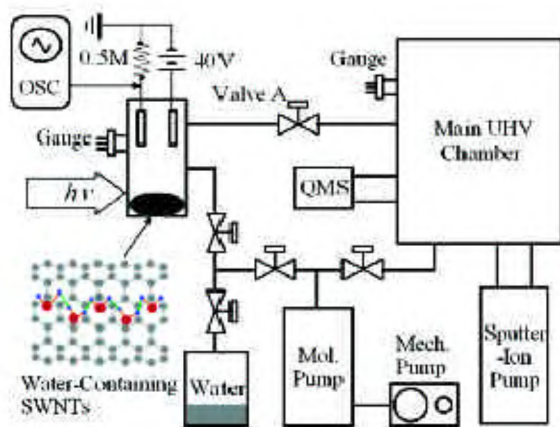 0.5M
40V
OSC
Gauge
Valve A
Gauge
Main UHV
Chamber
QMS
hν
Water-Containing
SWNTs
Water
Mol.
Pump
Mech.
Pump
Sputter
-Ion
Pump